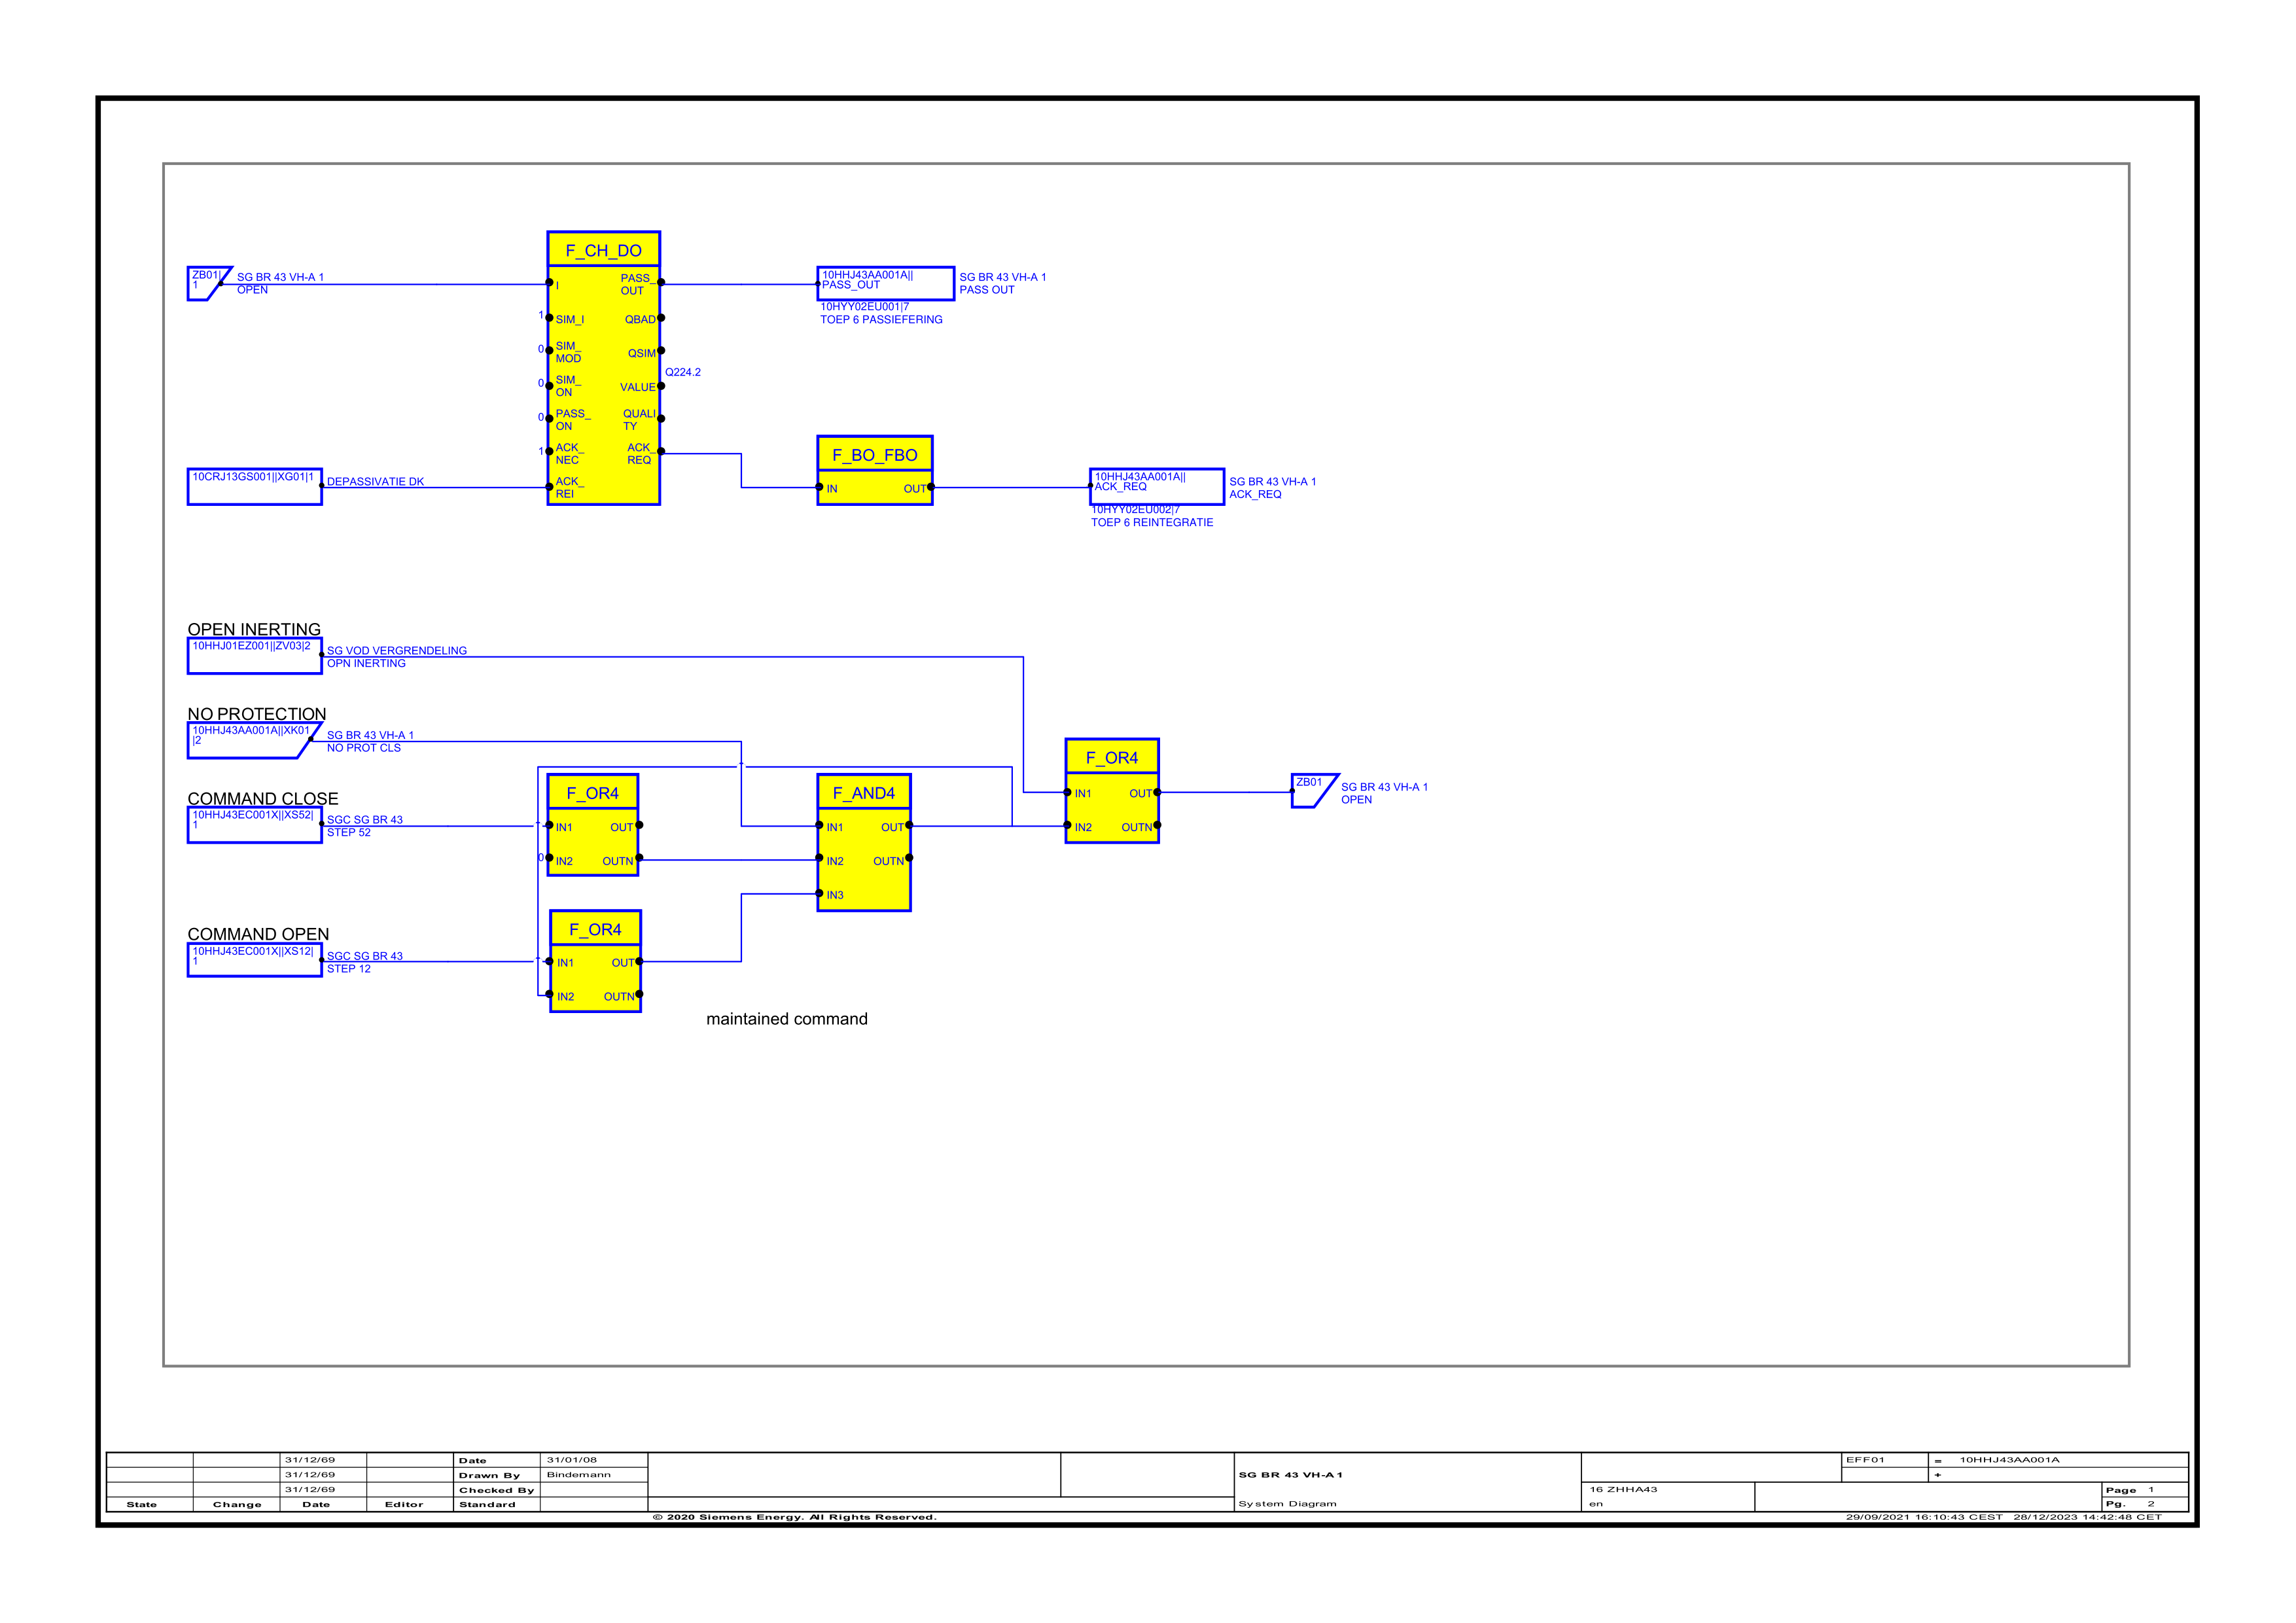 F_CH_DO
ZB01|
1
SG BR 43 VH-A 1
OPEN
I
PASS_
OUT
10HHJ43AA001A||
PASS_OUT
SG BR 43 VH-A 1
PASS OUT
10HYY02EU001|7
TOEP 6 PASSIEFERING
1
SIM_I
QBAD
0
SIM_
MOD
QSIM
Q224.2
0
SIM_
ON
VALUE
0
PASS_
ON
QUALI
TY
1
ACK_
NEC
ACK_
REQ
F_BO_FBO
10CRJ13GS001||XG01|1
DEPASSIVATIE DK
ACK_
REI
IN
OUT
10HHJ43AA001A||
ACK_REQ
SG BR 43 VH-A 1
ACK_REQ
10HYY02EU002|7
TOEP 6 REINTEGRATIE
OPEN INERTING
10HHJ01EZ001||ZV03|2
SG VOD VERGRENDELING
OPN INERTING
NO PROTECTION
10HHJ43AA001A||XK01
|2
SG BR 43 VH-A 1
NO PROT CLS
F_OR4
IN1
OUT
IN2
OUTN
ZB01
SG BR 43 VH-A 1
OPEN
COMMAND CLOSE
10HHJ43EC001X||XS52|
1
SGC SG BR 43
STEP 52
F_OR4
IN1
OUT
0
IN2
OUTN
F_AND4
IN1
OUT
IN2
OUTN
IN3
COMMAND OPEN
10HHJ43EC001X||XS12|
1
SGC SG BR 43
STEP 12
F_OR4
IN1
OUT
IN2
OUTN
maintained command
31/12/69 Date 31/01/08 EFF01 = 10HHJ43AA001A
31/12/69 Drawn By Bindemann SG BR 43 VH-A 1 +
31/12/69 Checked By 16 ZHHA43 Page 1
State Change Date Editor Standard System Diagram en Pg. 2
© 2020 Siemens Energy. All Rights Reserved. 29/09/2021 16:10:43 CEST 28/12/2023 14:42:48 CET